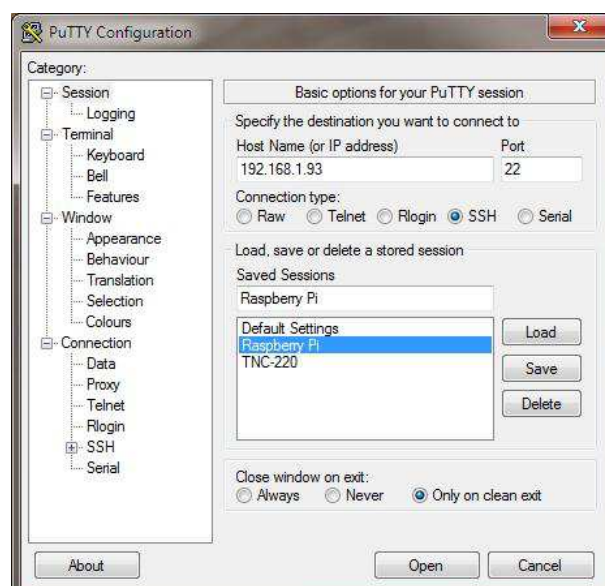 PuTTY Configuration
Category:
Session
Logging
Terminal
Keyboard
Bell
Features
Window
Appearance
Behaviour
Translation
Selection
Colours
Connection
Data
Proxy
Telnet
Rlogin
SSH
Serial
Basic options for your PuTTY session
Specify the destination you want to connect to
Host Name (or IP address) Port
192.168.1.93 22
Connection type:
Raw Telnet Rlogin SSH Serial
Load, save or delete a stored session
Saved Sessions
Raspberry Pi
Default Settings
Raspberry Pi
TNC-220
Load
Save
Delete
Close window on exit:
Always Never Only on clean exit
About Open Cancel